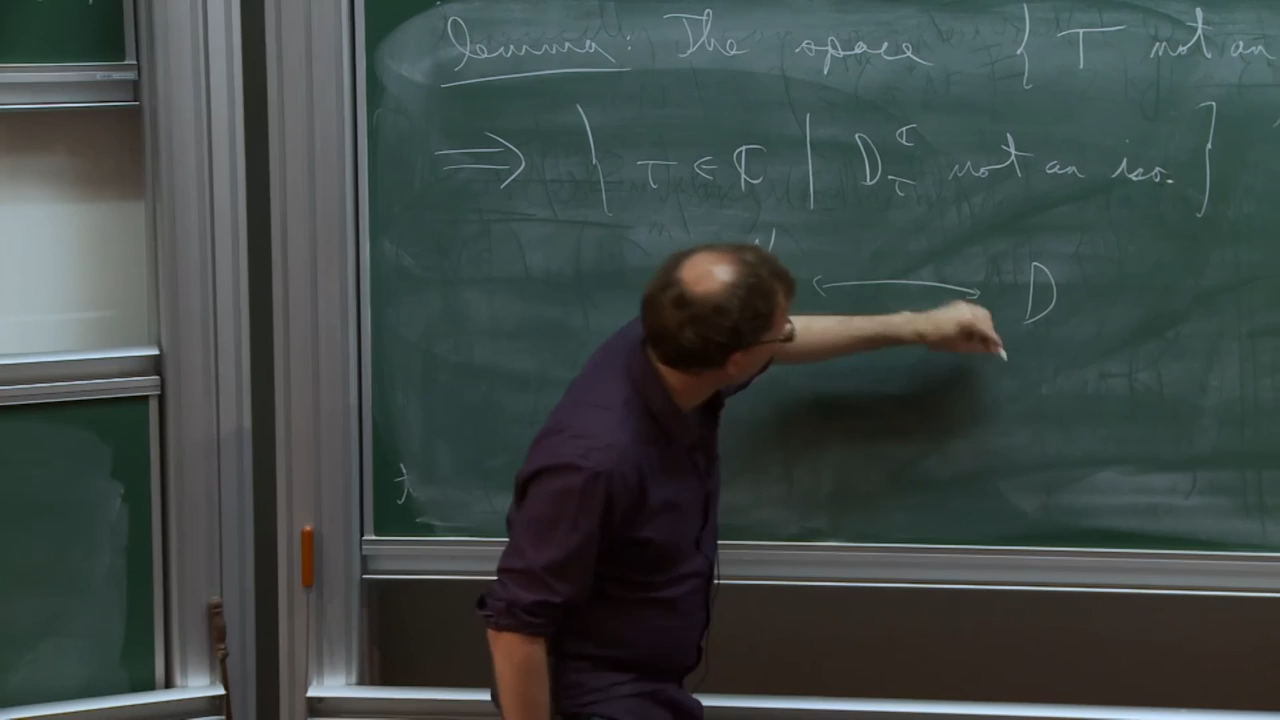 lemma: The space { T not an
⟹ { τ ∈ ℂ | D_τ^ℂ not an iso. }
⟷ D